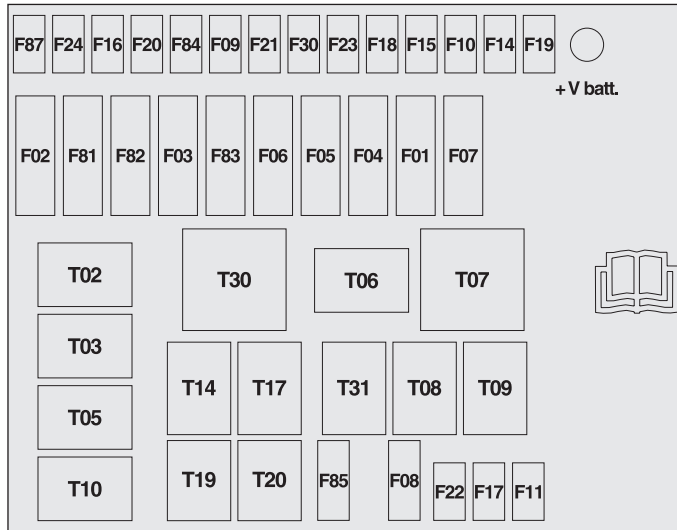 F87 F24 F16 F20 F84 F09 F21 F30 F23 F18 F15 F10 F14 F19
+ V batt.
F02 F81 F82 F03 F83 F06 F05 F04 F01 F07
T02 T30 T06 T07
T03
T14 T17 T31 T08 T09
T05
T10 T19 T20 F85 F08 F22 F17 F11